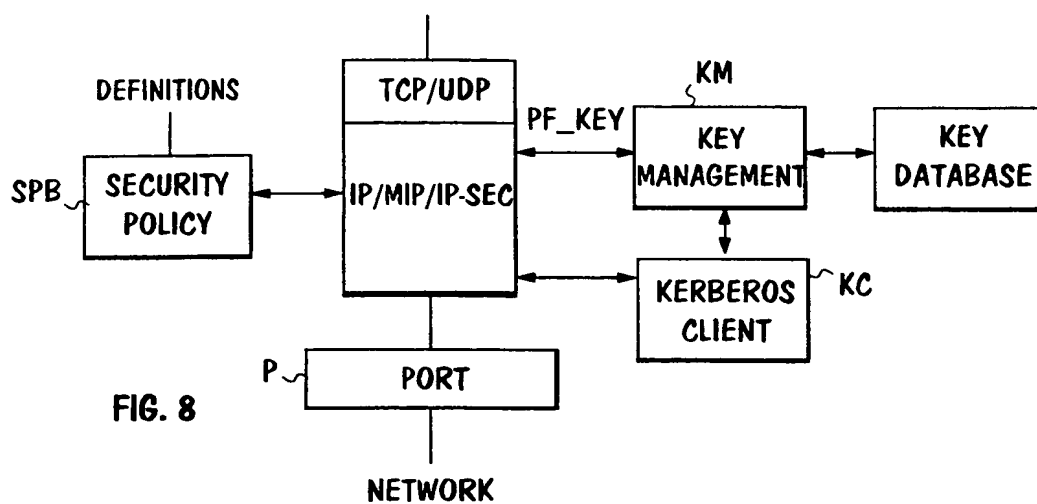 DEFINITIONS
SPB
SECURITY
POLICY
TCP/UDP
IP/MIP/IP-SEC
PF_KEY
KM
KEY
MANAGEMENT
KEY
DATABASE
KERBEROS
CLIENT
KC
P
PORT
FIG. 8
NETWORK